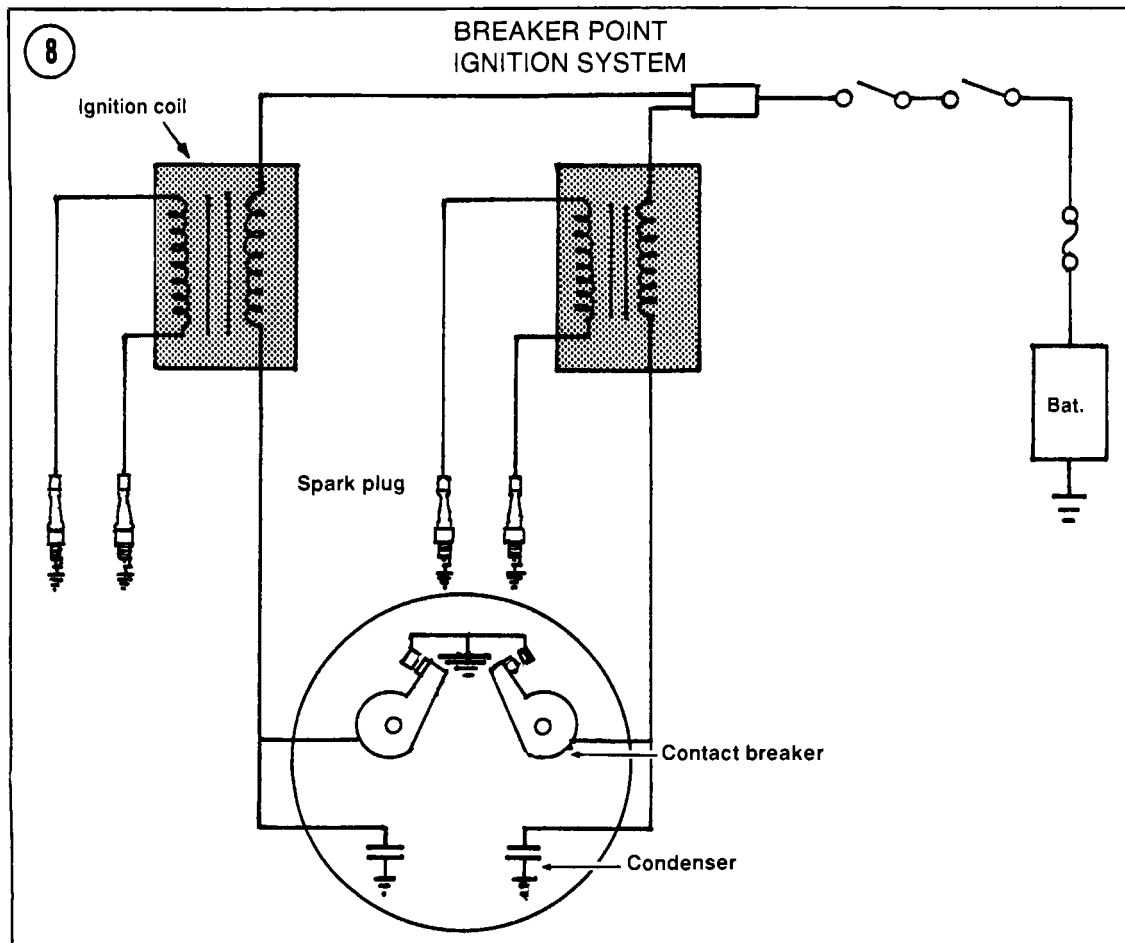 8
BREAKER POINT
IGNITION SYSTEM
Ignition coil
Bat.
Spark plug
Contact breaker
Condenser